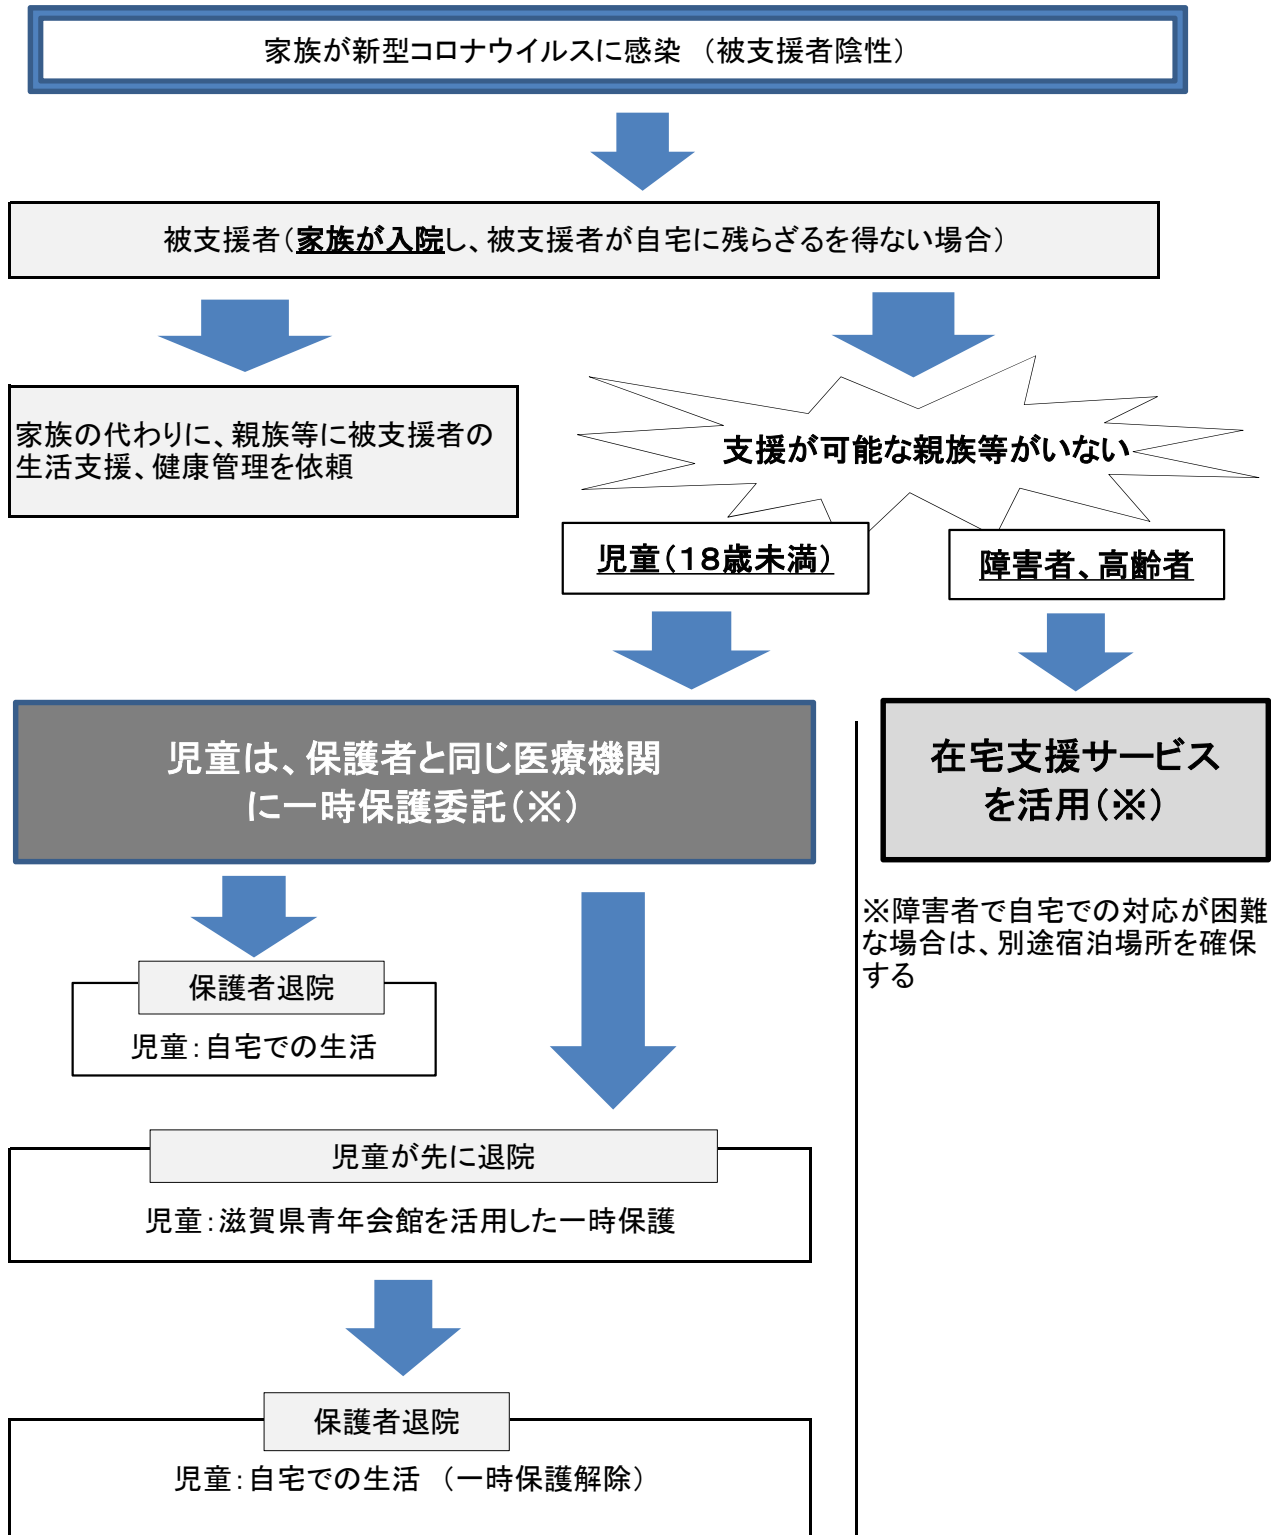 家族が新型コロナウイルスに感染　（被支援者陰性）
被支援者（家族が入院し、被支援者が自宅に残らざるを得ない場合）
家族の代わりに、親族等に被支援者の
生活支援、健康管理を依頼
支援が可能な親族等がいない
児童（１８歳未満）
障害者、高齢者
児童は、保護者と同じ医療機関
に一時保護委託（※）
在宅支援サービス
を活用（※）
※障害者で自宅での対応が困難
な場合は、別途宿泊場所を確保
する
保護者退院
児童：自宅での生活
児童が先に退院
児童：滋賀県青年会館を活用した一時保護
保護者退院
児童：自宅での生活　（一時保護解除）